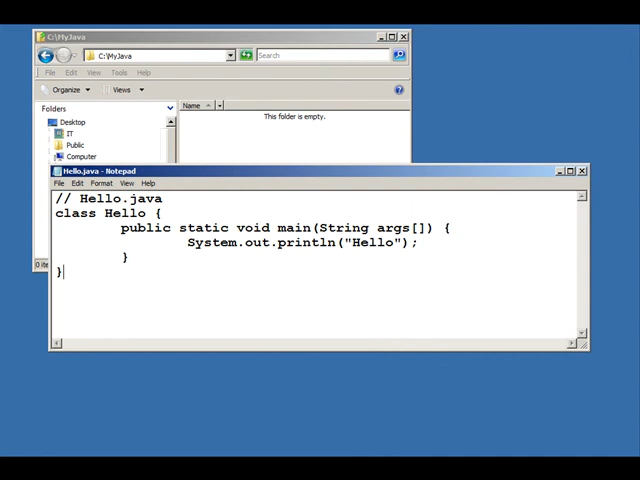 C:\MyJava
C:\MyJava
Search
File Edit View Tools Help
Organize Views
Folders
Name
Desktop
This folder is empty.
IT
Public
Computer
Hello.java - Notepad
File Edit Format View Help
// Hello.java
class Hello {
public static void main(String args[]) {
System.out.println("Hello");
}
}